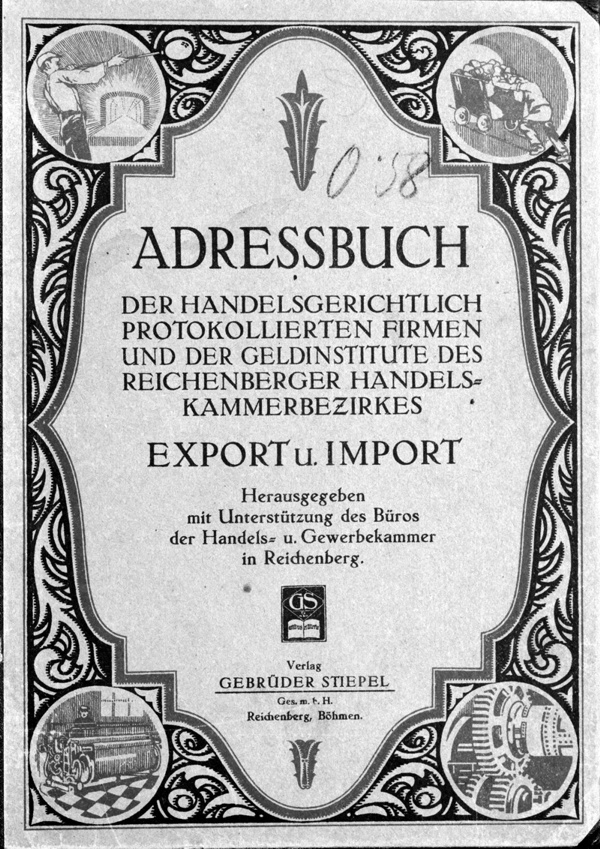 O 58
ADRESSBUCH
DER HANDELSGERICHTLICH
PROTOKOLLIERTEN FIRMEN
UND DER GELDINSTITUTE DES
REICHENBERGER HANDELS=
KAMMERBEZIRKES
EXPORT u. IMPORT
Herausgegeben
mit Unterstützung des Büros
der Handels= u. Gewerbekammer
in Reichenberg.
GS
Verlag
GEBRÜDER STIEPEL
Ges. m. b. H.
Reichenberg, Böhmen.